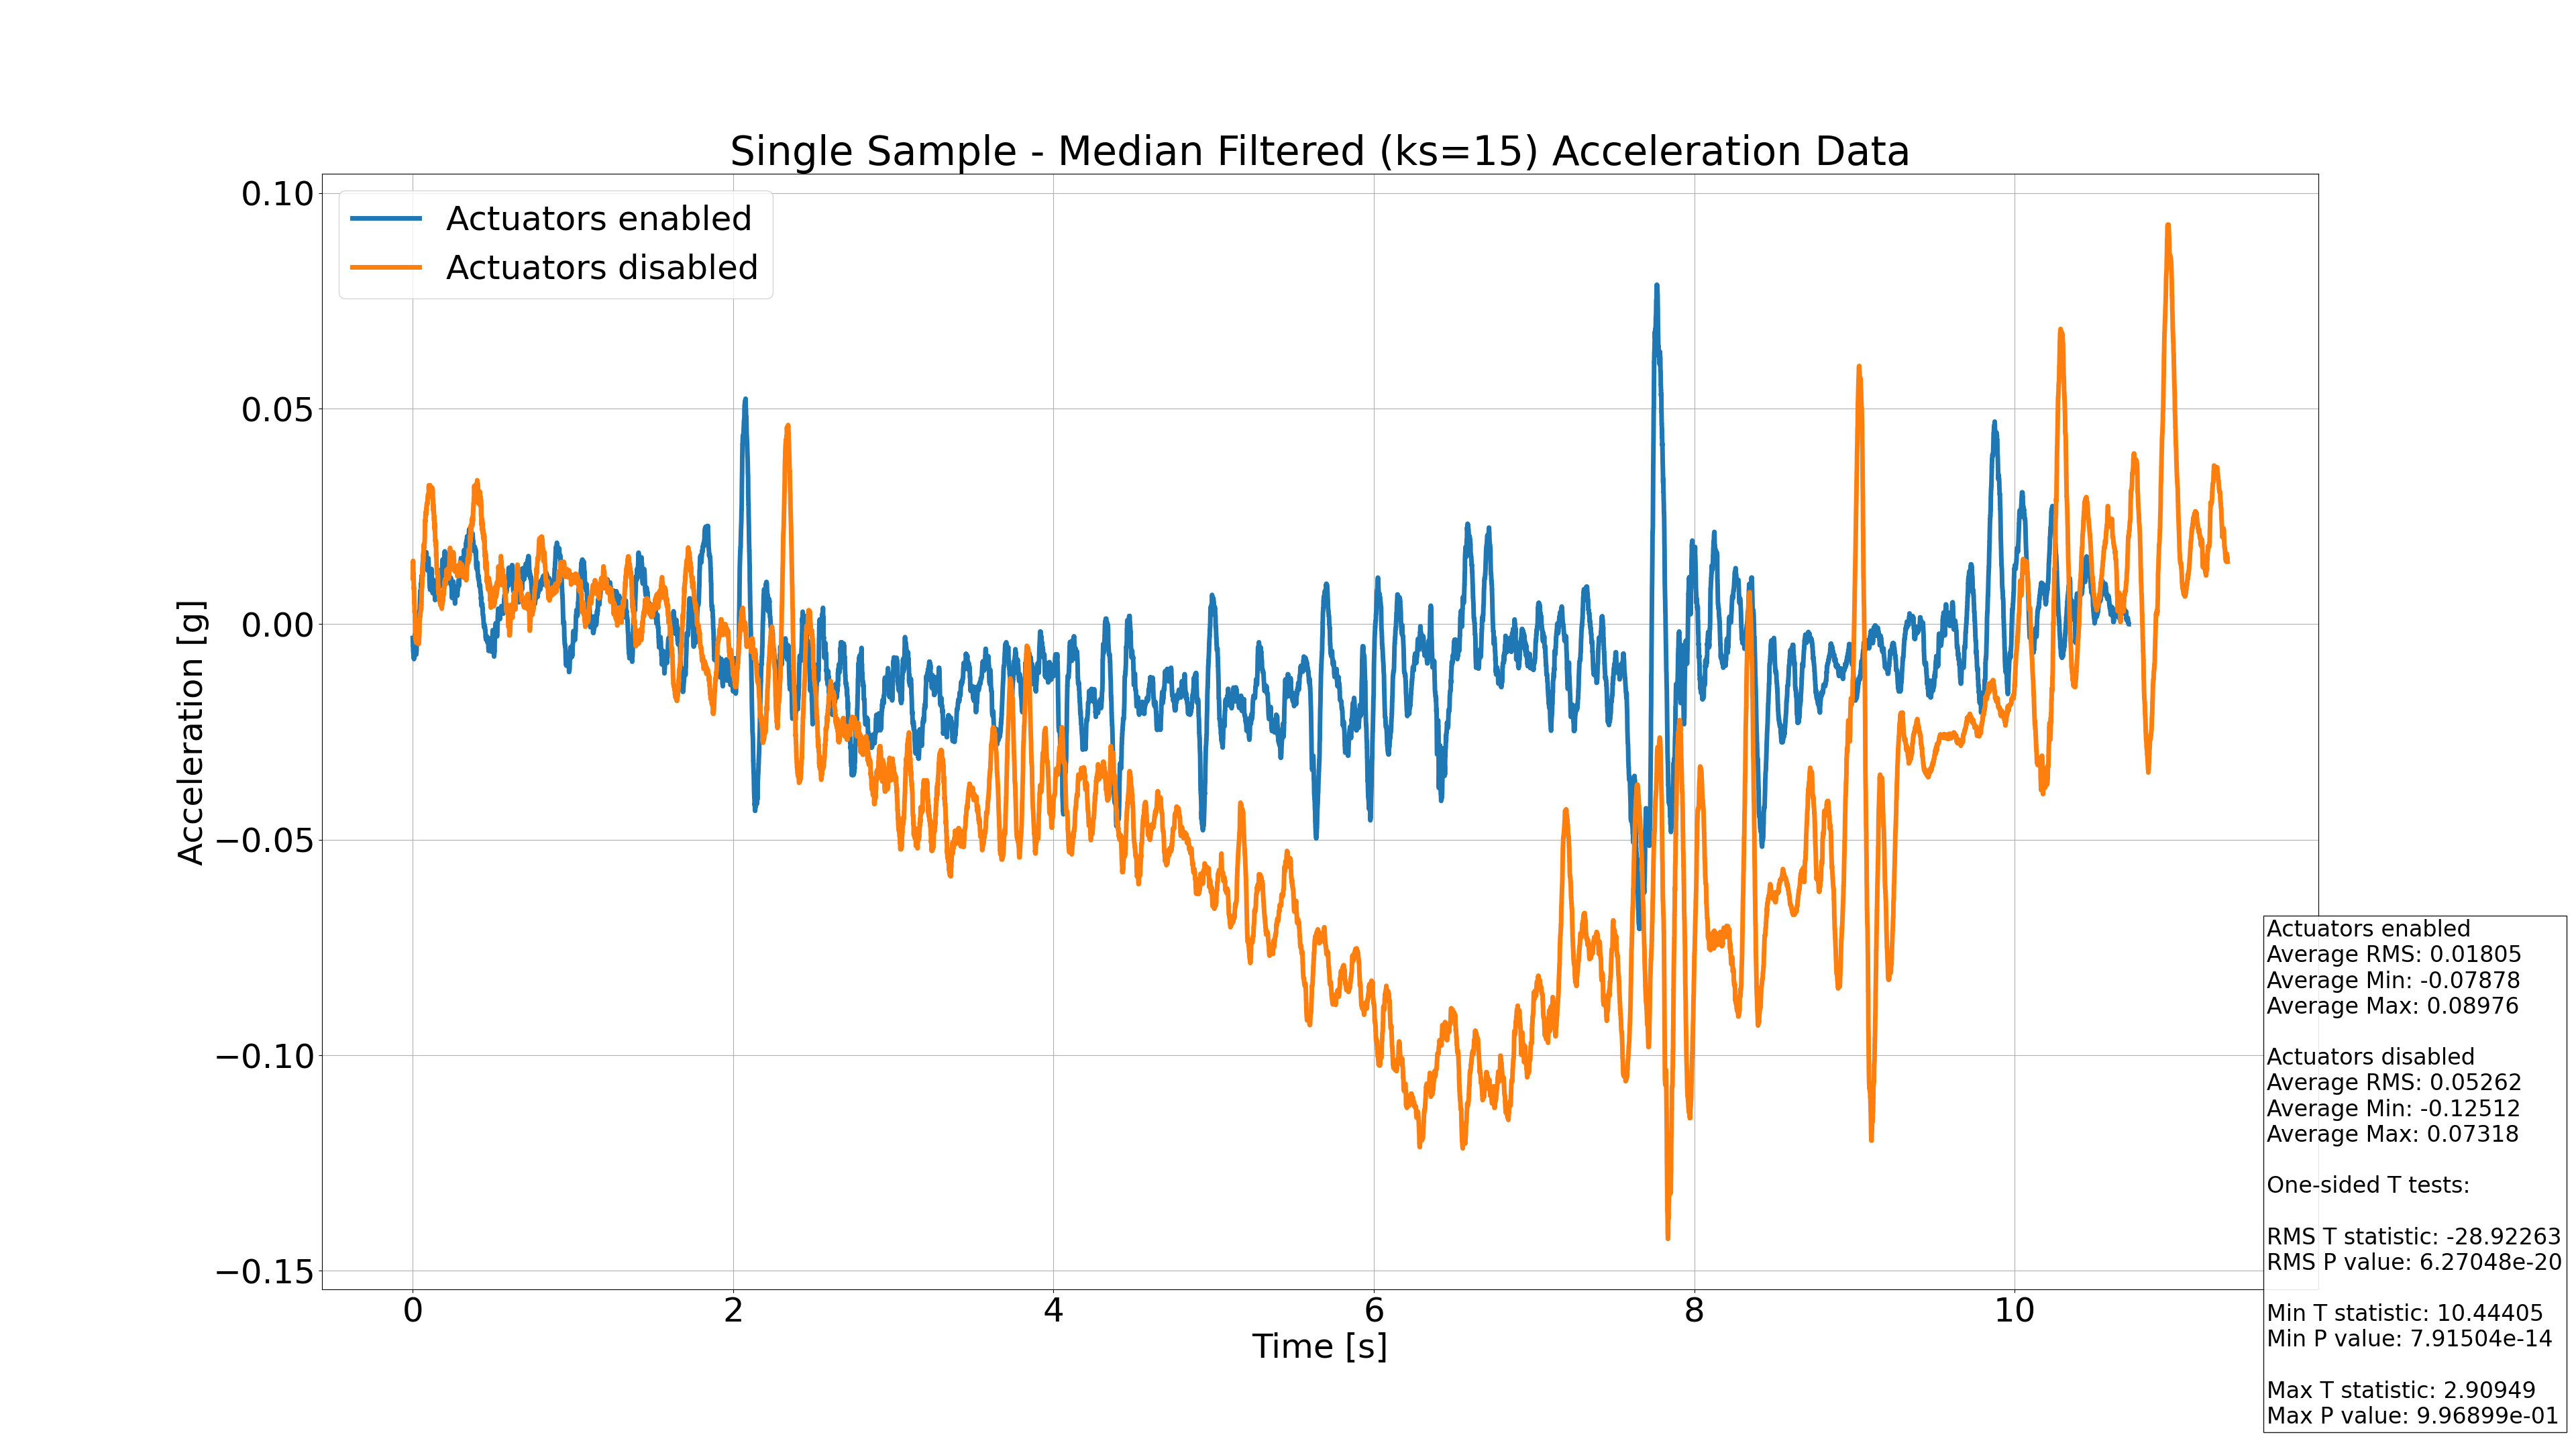 Single Sample - Median Filtered (ks=15) Acceleration Data
Actuators enabled
Actuators disabled
0.10
0.05
0.00
−0.05
−0.10
−0.15
Acceleration [g]
0 2 4 6 8 10
Time [s]
Actuators enabled
Average RMS: 0.01805
Average Min: -0.07878
Average Max: 0.08976
Actuators disabled
Average RMS: 0.05262
Average Min: -0.12512
Average Max: 0.07318
One-sided T tests:
RMS T statistic: -28.92263
RMS P value: 6.27048e-20
Min T statistic: 10.44405
Min P value: 7.91504e-14
Max T statistic: 2.90949
Max P value: 9.96899e-01